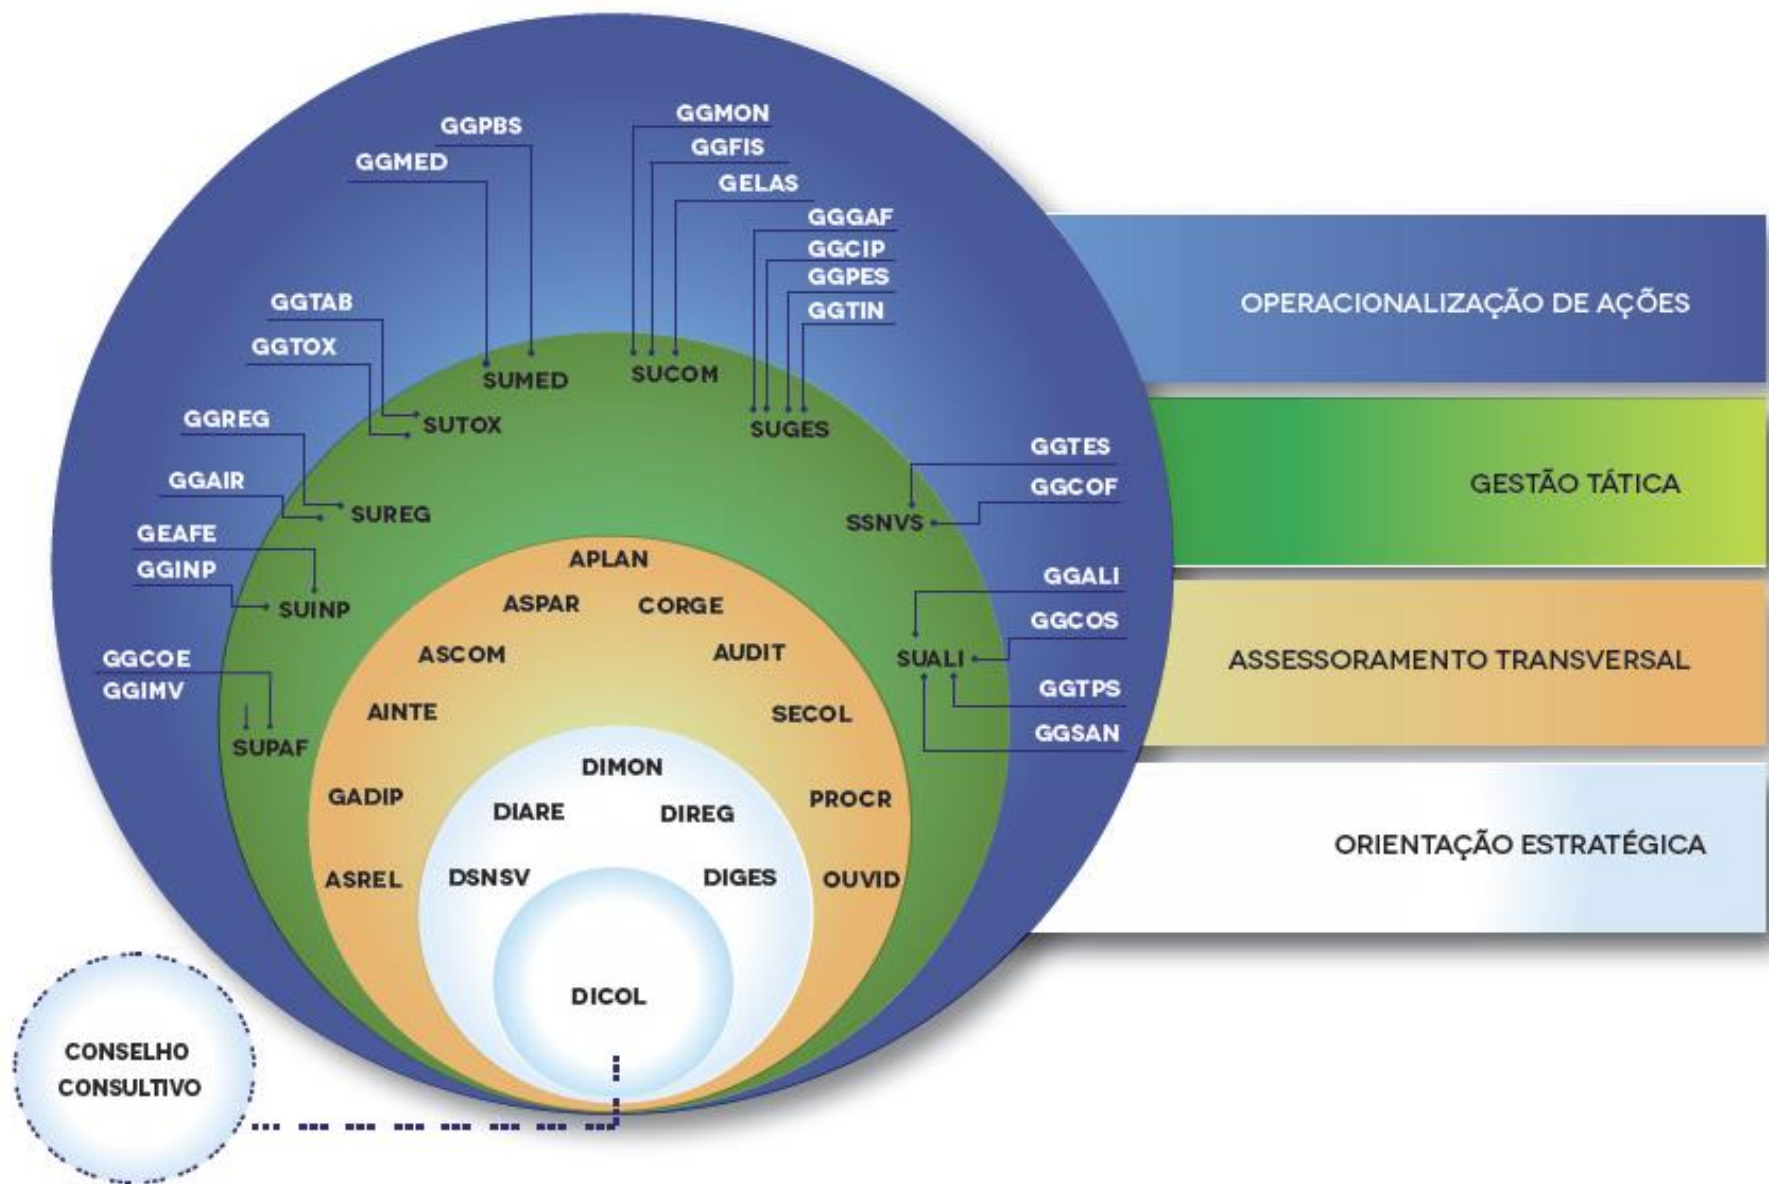 GGMON
GGPBS
GGFIS
GGMED
GELAS
GGGAF
GGCIP
GGPES
GGTIN
GGTAB
GGTOX
SUMED
SUCOM
SUTOX
SUGES
GGREG
GGTES
GGAIR
GGCOF
SUREG
SSNVS
GEAFE
GGINP
SUINP
GGALI
GGCOS
SUALI
GGTPS
GGSAN
GGCOE
GGIMV
SUPAF
APLAN
ASPAR
CORGE
ASCOM
AUDIT
AINTE
SECOL
GADIP
PROCR
ASREL
OUVID
DIMON
DIARE
DIREG
DSNSV
DIGES
DICOL
CONSELHO
CONSULTIVO
OPERACIONALIZAÇÃO DE AÇÕES
GESTÃO TÁTICA
ASSESSORAMENTO TRANSVERSAL
ORIENTAÇÃO ESTRATÉGICA